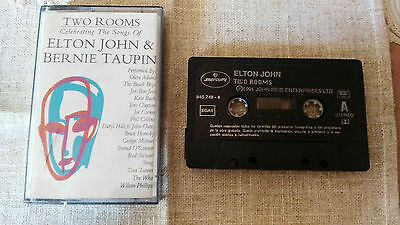 TWO ROOMS
Celebrating The Songs Of
ELTON JOHN &
BERNIE TAUPIN
Performed By
Oleta Adams
The Beach Boys
Jon Bon Jovi
Kate Bush
Eric Clapton
Joe Cocker
Phil Collins
Daryl Hall & John Oates
Bruce Hornsby
George Michael
Sinead O'Connor
Rod Stewart
Sting
Tina Turner
The Who
Wilson Phillips
mercury
ELTON JOHN
TWO ROOMS
1991 JOHN REID ENTERPRISES LTD
845.749-4
SGAE
A
STEREO
1